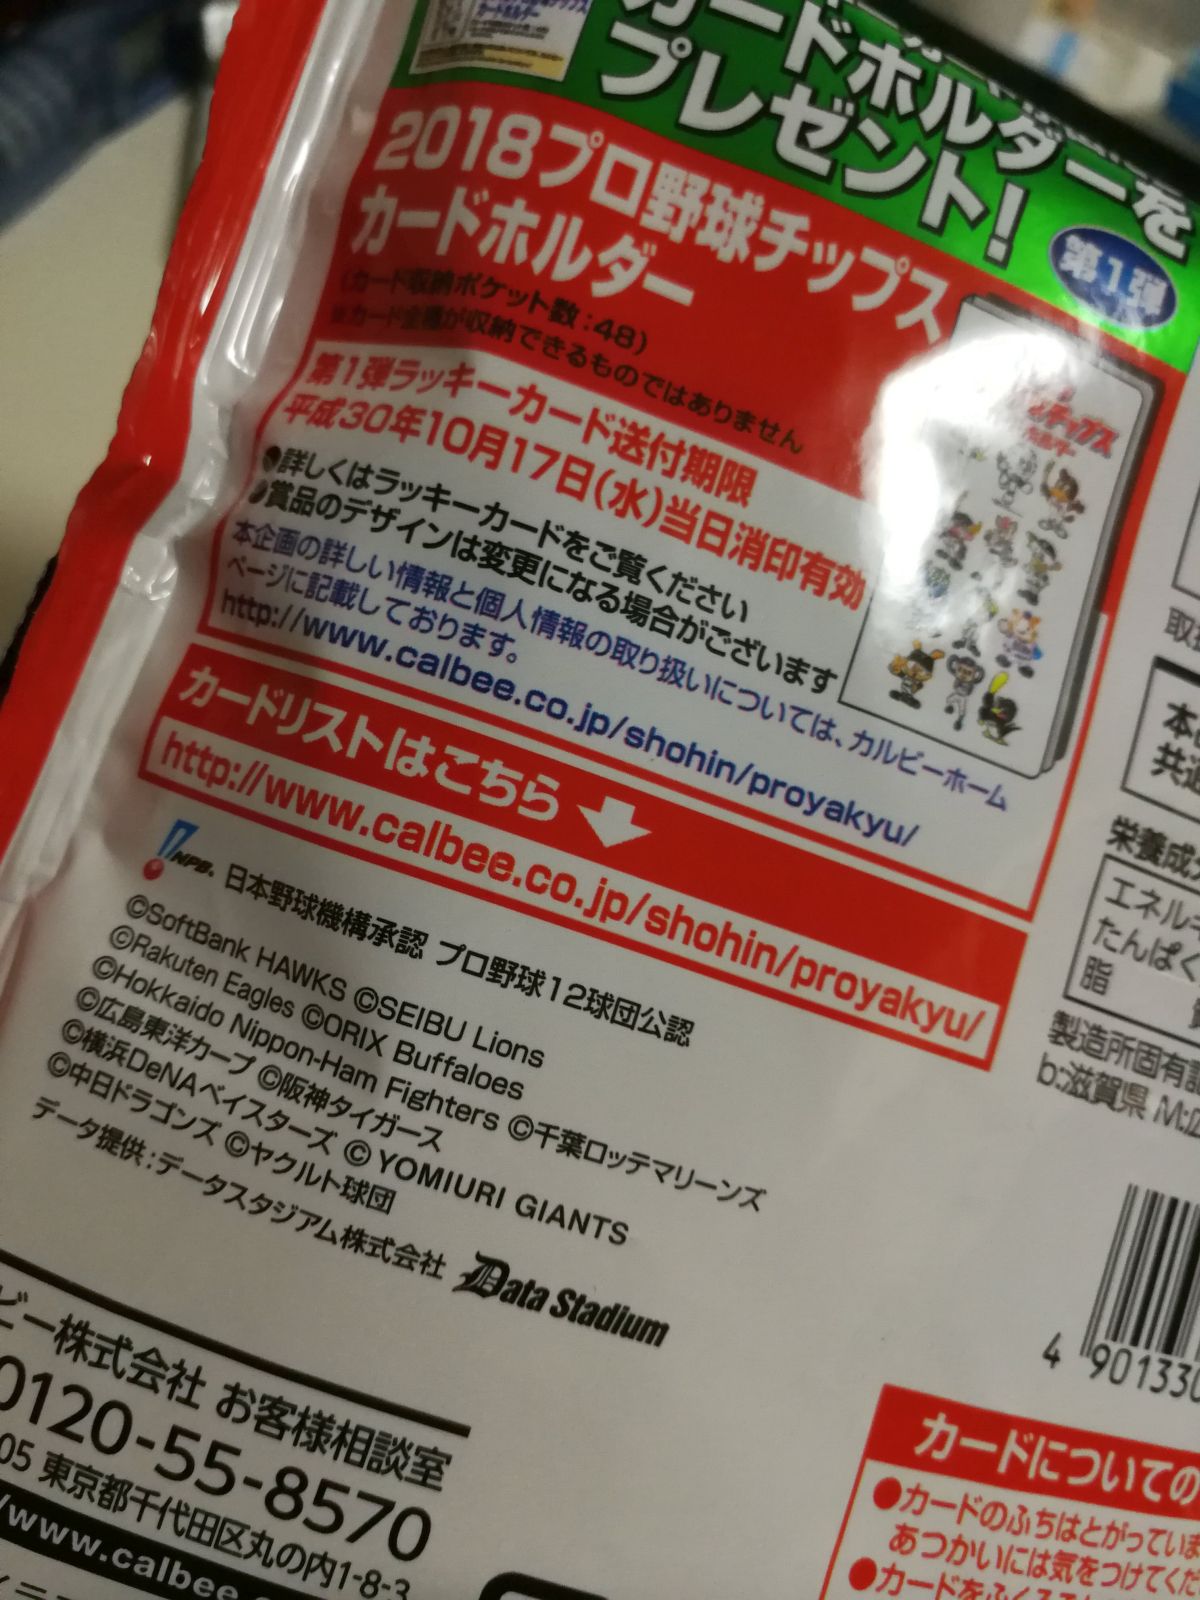 カードホルダーを
プレゼント!
第1弾
2018プロ野球チップス
カードホルダー
(カード収納ポケット数:48)
※カード全種が収納できるものではありません
第1弾ラッキーカード送付期限
平成30年10月17日(水)当日消印有効
●詳しくはラッキーカードをご覧ください
●賞品のデザインは変更になる場合がございます
本企画の詳しい情報と個人情報の取り扱いについては、カルビーホーム
ページに記載しております。
http://www.calbee.co.jp/shohin/proyakyu/
カードリストはこちら
http://www.calbee.co.jp/shohin/proyakyu/
NPB. 日本野球機構承認 プロ野球12球団公認
©SoftBank HAWKS ©SEIBU Lions
©Rakuten Eagles ©ORIX Buffaloes
©Hokkaido Nippon-Ham Fighters ©千葉ロッテマリーンズ
©広島東洋カープ ©阪神タイガース
©横浜DeNAベイスターズ © YOMIURI GIANTS
©中日ドラゴンズ ©ヤクルト球団
データ提供:データスタジアム株式会社 Data Stadium
ビー株式会社 お客様相談室
0120-55-8570
05 東京都千代田区丸の内1-8-3
/www.calbee.
栄養成
エネルギ
たんぱく
脂
製造所固有記
b:滋賀県 M:広
4 901330
カードについての
●カードのふちはとがっていま
あつかいには気をつけてくだ